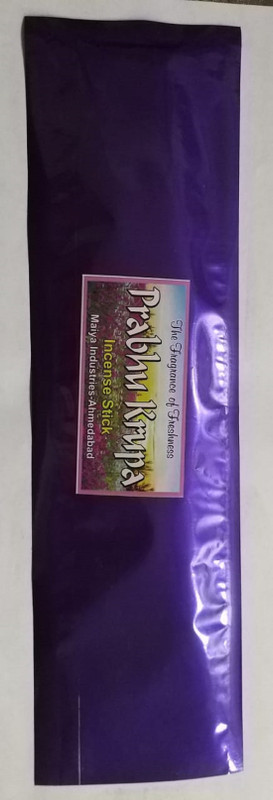 The Fragrance of Freshness
Prabhu Krupa
Incense Stick
Maiya Industries-Ahmedabad